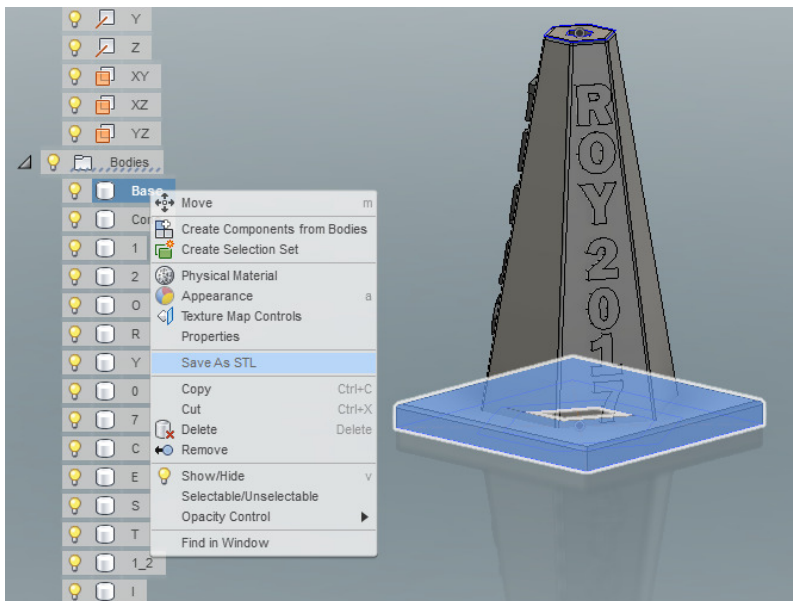 Y
Z
XY
XZ
YZ
Bodies
Base
Move m
Create Components from Bodies
1 Create Selection Set
2 Physical Material
O Appearance a
Texture Map Controls
R Properties
Y Save As STL
0 Copy Ctrl+C
Cut Ctrl+X
7 Delete Delete
C Remove
E Show/Hide v
S Selectable/Unselectable
Opacity Control
T Find in Window
1_2
I
ROY 2017